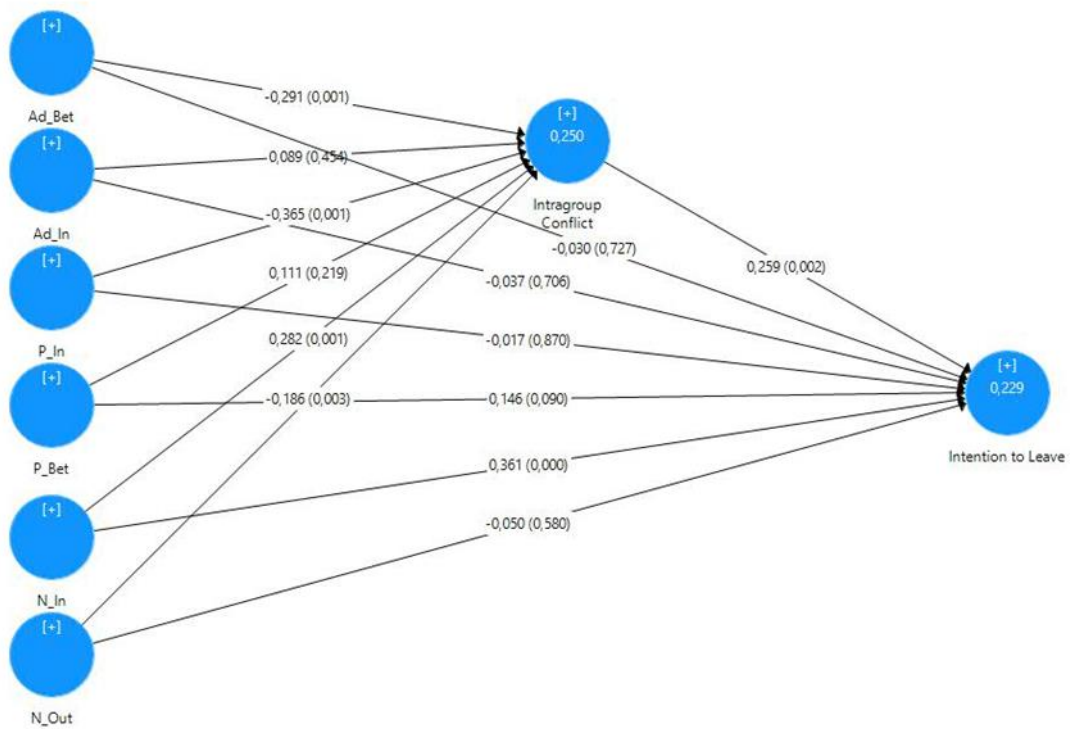 [+]
Ad_Bet
[+]
Ad_In
[+]
P_In
[+]
P_Bet
[+]
N_In
[+]
N_Out
-0,291 (0,001)
0,089 (0,454)
-0,365 (0,001)
0,111 (0,219)
0,282 (0,001)
-0,186 (0,003)
[+]
0,250
Intragroup
Conflict
-0,030 (0,727)
-0,037 (0,706)
-0,017 (0,870)
0,146 (0,090)
0,361 (0,000)
-0,050 (0,580)
0,259 (0,002)
[+]
0,229
Intention to Leave